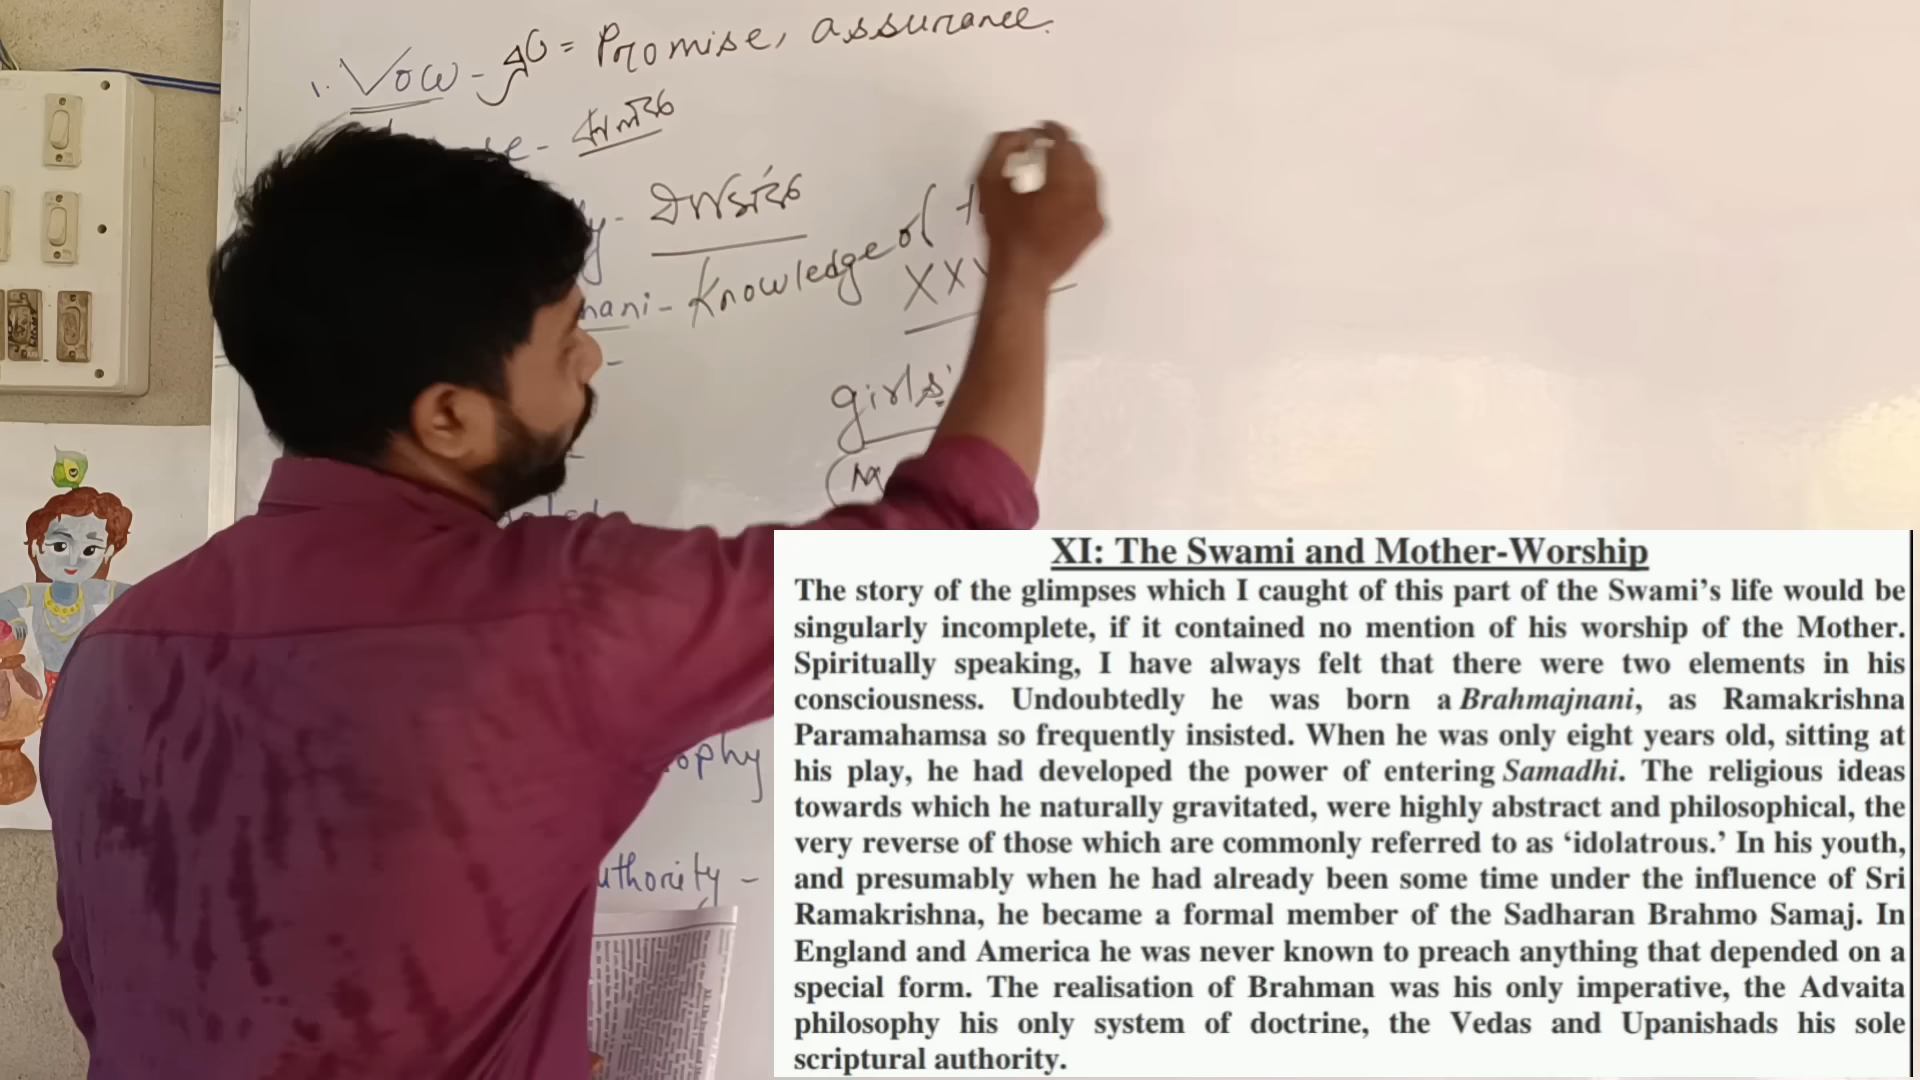 1. Vow - ব্রত = Promise, assurance.
- কলঙ্ক
- 
nani - Knowledge of
girls'
ophy
uthority -
XI: The Swami and Mother-Worship
The story of the glimpses which I caught of this part of the Swami's life would be
singularly incomplete, if it contained no mention of his worship of the Mother.
Spiritually speaking, I have always felt that there were two elements in his
consciousness. Undoubtedly he was born a Brahmajnani, as Ramakrishna
Paramahamsa so frequently insisted. When he was only eight years old, sitting at
his play, he had developed the power of entering Samadhi. The religious ideas
towards which he naturally gravitated, were highly abstract and philosophical, the
very reverse of those which are commonly referred to as ‘idolatrous.’ In his youth,
and presumably when he had already been some time under the influence of Sri
Ramakrishna, he became a formal member of the Sadharan Brahmo Samaj. In
England and America he was never known to preach anything that depended on a
special form. The realisation of Brahman was his only imperative, the Advaita
philosophy his only system of doctrine, the Vedas and Upanishads his sole
scriptural authority.